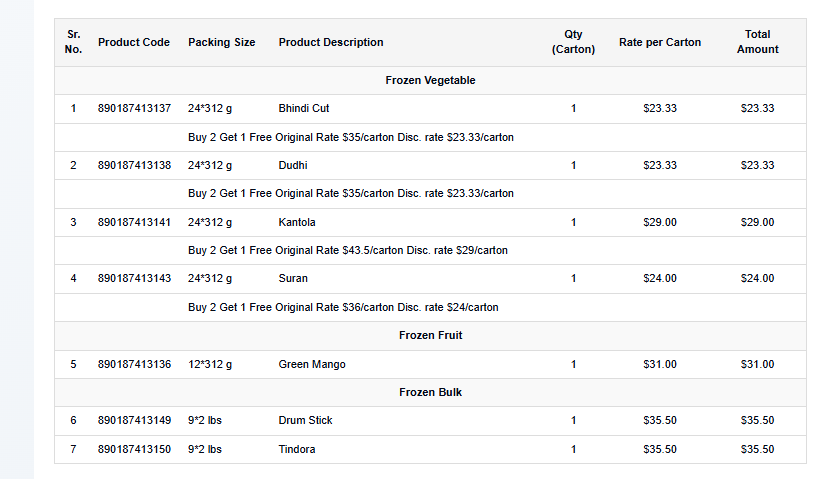 Sr. No. Product Code Packing Size Product Description Qty (Carton) Rate per Carton Total Amount
Frozen Vegetable
1 890187413137 24*312 g Bhindi Cut 1 $23.33 $23.33
Buy 2 Get 1 Free Original Rate $35/carton Disc. rate $23.33/carton
2 890187413138 24*312 g Dudhi 1 $23.33 $23.33
Buy 2 Get 1 Free Original Rate $35/carton Disc. rate $23.33/carton
3 890187413141 24*312 g Kantola 1 $29.00 $29.00
Buy 2 Get 1 Free Original Rate $43.5/carton Disc. rate $29/carton
4 890187413143 24*312 g Suran 1 $24.00 $24.00
Buy 2 Get 1 Free Original Rate $36/carton Disc. rate $24/carton
Frozen Fruit
5 890187413136 12*312 g Green Mango 1 $31.00 $31.00
Frozen Bulk
6 890187413149 9*2 lbs Drum Stick 1 $35.50 $35.50
7 890187413150 9*2 lbs Tindora 1 $35.50 $35.50